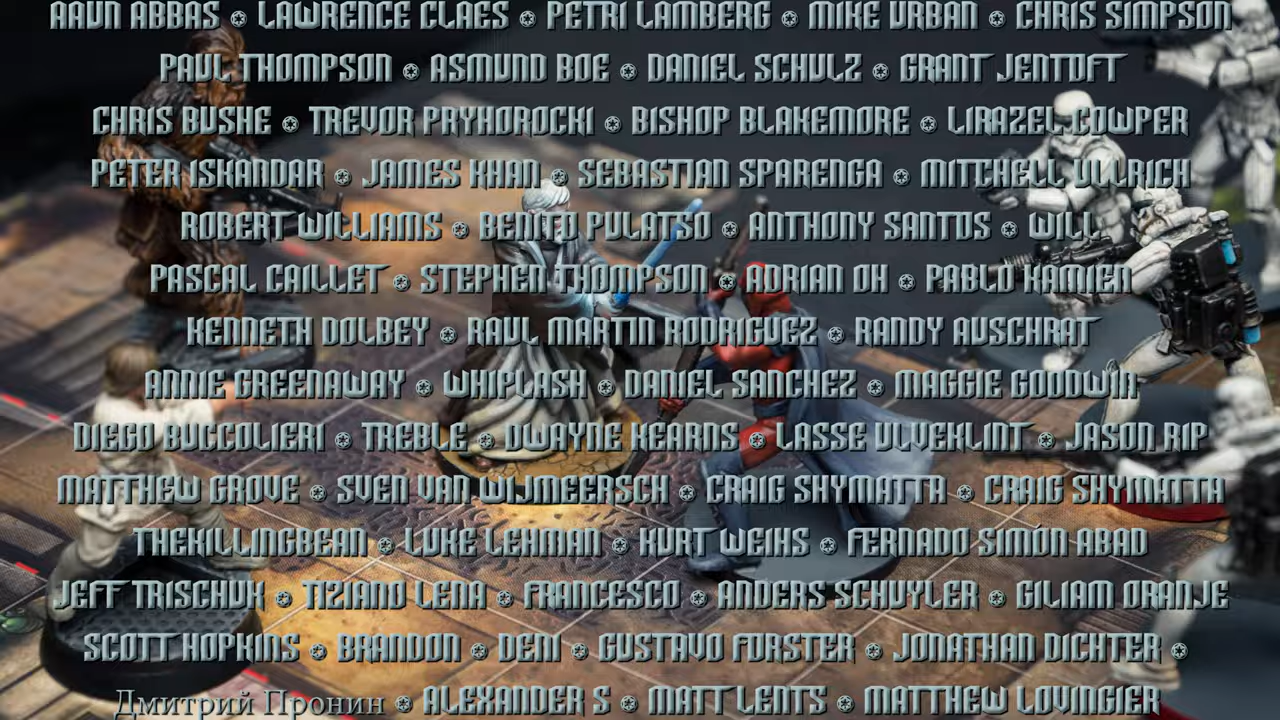 AAUN ABBAS ۞ LAWRENCE CLAES ۞ PETRI LAMBERG ۞ MIKE URBAN ۞ CHRIS SIMPSON
PAUL THOMPSON ۞ ASMUND BOE ۞ DANIEL SCHULZ ۞ GRANT JENTOFT
CHRIS BUSHE ۞ TREVOR PRYHOROCKI ۞ BISHOP BLAKEMORE ۞ LIRAZEL COWPER
PETER ISKANDAR ۞ JAMES KHAN ۞ SEBASTIAN SPARENGA ۞ MITCHELL ULLRICH
ROBERT WILLIAMS ۞ BENITO PULATSO ۞ ANTHONY SANTOS ۞ WILL
PASCAL CAILLET ۞ STEPHEN THOMPSON ۞ ADRIAN OH ۞ PABLO KAMIEN
KENNETH DOLBEY ۞ RAUL MARTIN RODRIGUEZ ۞ RANDY AUSCHRAT
ANNIE GREENAWAY ۞ WHIPLASH ۞ DANIEL SANCHEZ ۞ MAGGIE GOODWIN
DIEGO BUCCOLIERI ۞ TREBLE ۞ DWAYNE KEARNS ۞ LASSE ULVEKLINT ۞ JASON RIP
MATTHEW GROVE ۞ SVEN VAN WIJMEERSCH ۞ CRAIG SHYMATTA ۞ CRAIG SHYMATTA
THEKILLINGBEAN ۞ LUKE LEHMAN ۞ KURT WEIHS ۞ FERNADO SIMÓN ABAD
JEFF TRISCHUK ۞ TIZIANO LENA ۞ FRANCESCO ۞ ANDERS SCHUYLER ۞ GILIAM ORANJE
SCOTT HOPKINS ۞ BRANDON ۞ DENI ۞ GUSTAVO FORSTER ۞ JONATHAN DICHTER ۞
Дмитрий Пронин ۞ ALEXANDER S ۞ MATT LENTS ۞ MATTHEW LOVINGIER